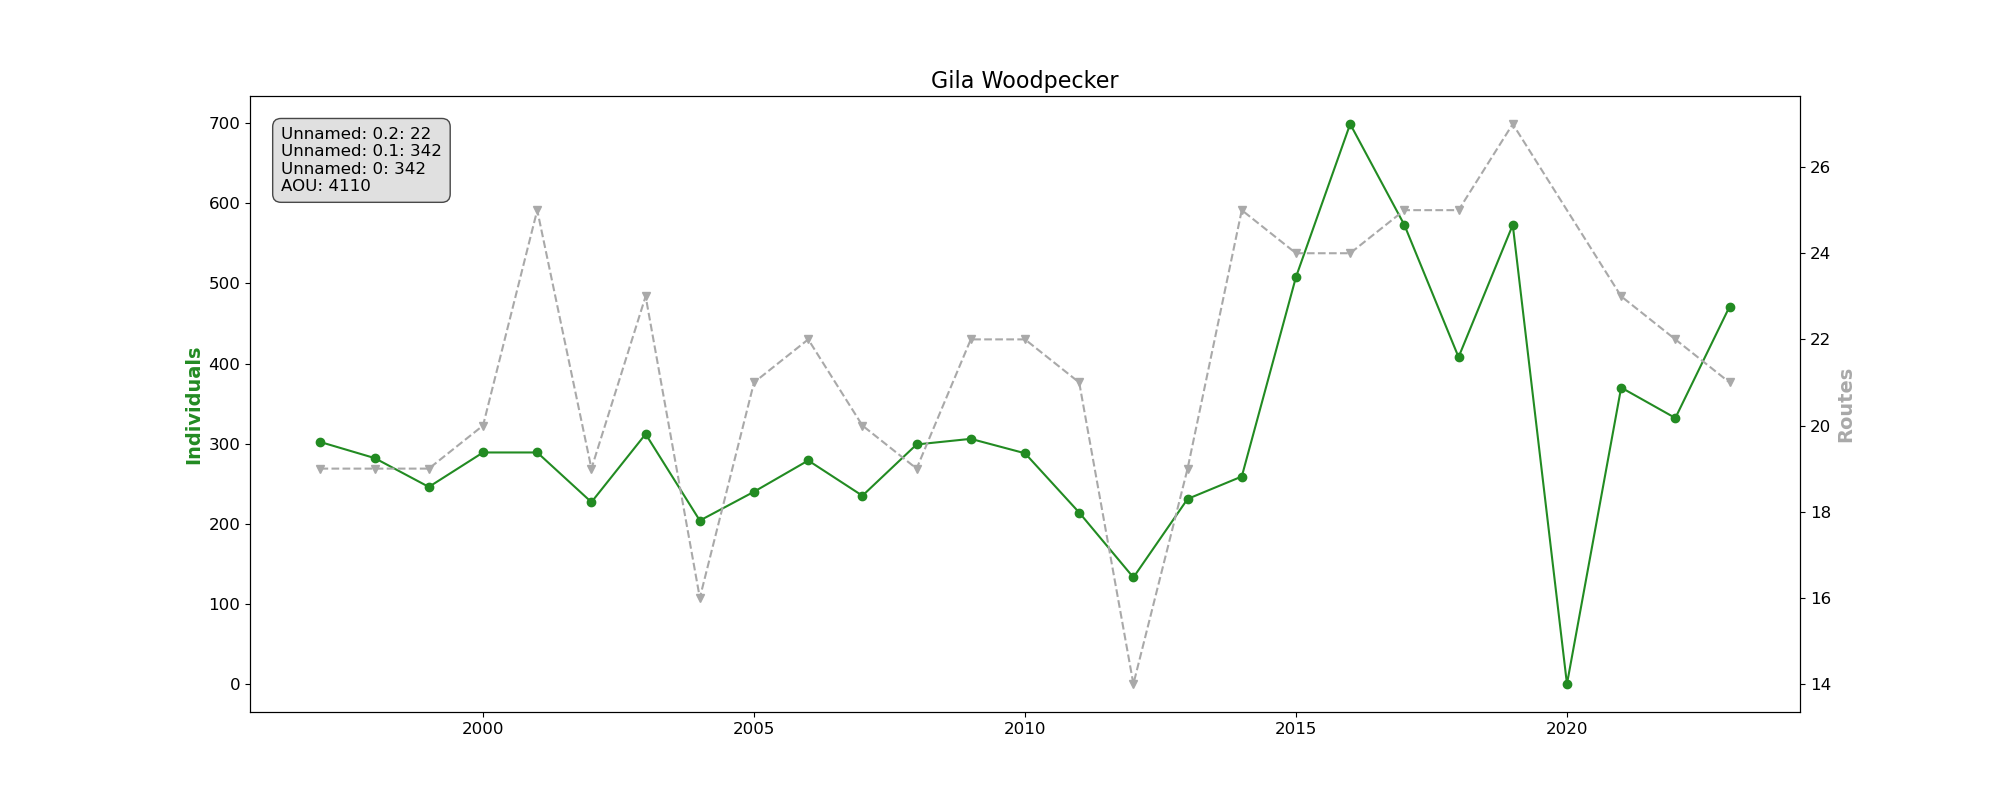 Gila Woodpecker
Unnamed: 0.2: 22
Unnamed: 0.1: 342
Unnamed: 0: 342
AOU: 4110
700
600
500
400
300
200
100
0
Individuals
26
24
22
20
18
16
14
Routes
2000
2005
2010
2015
2020